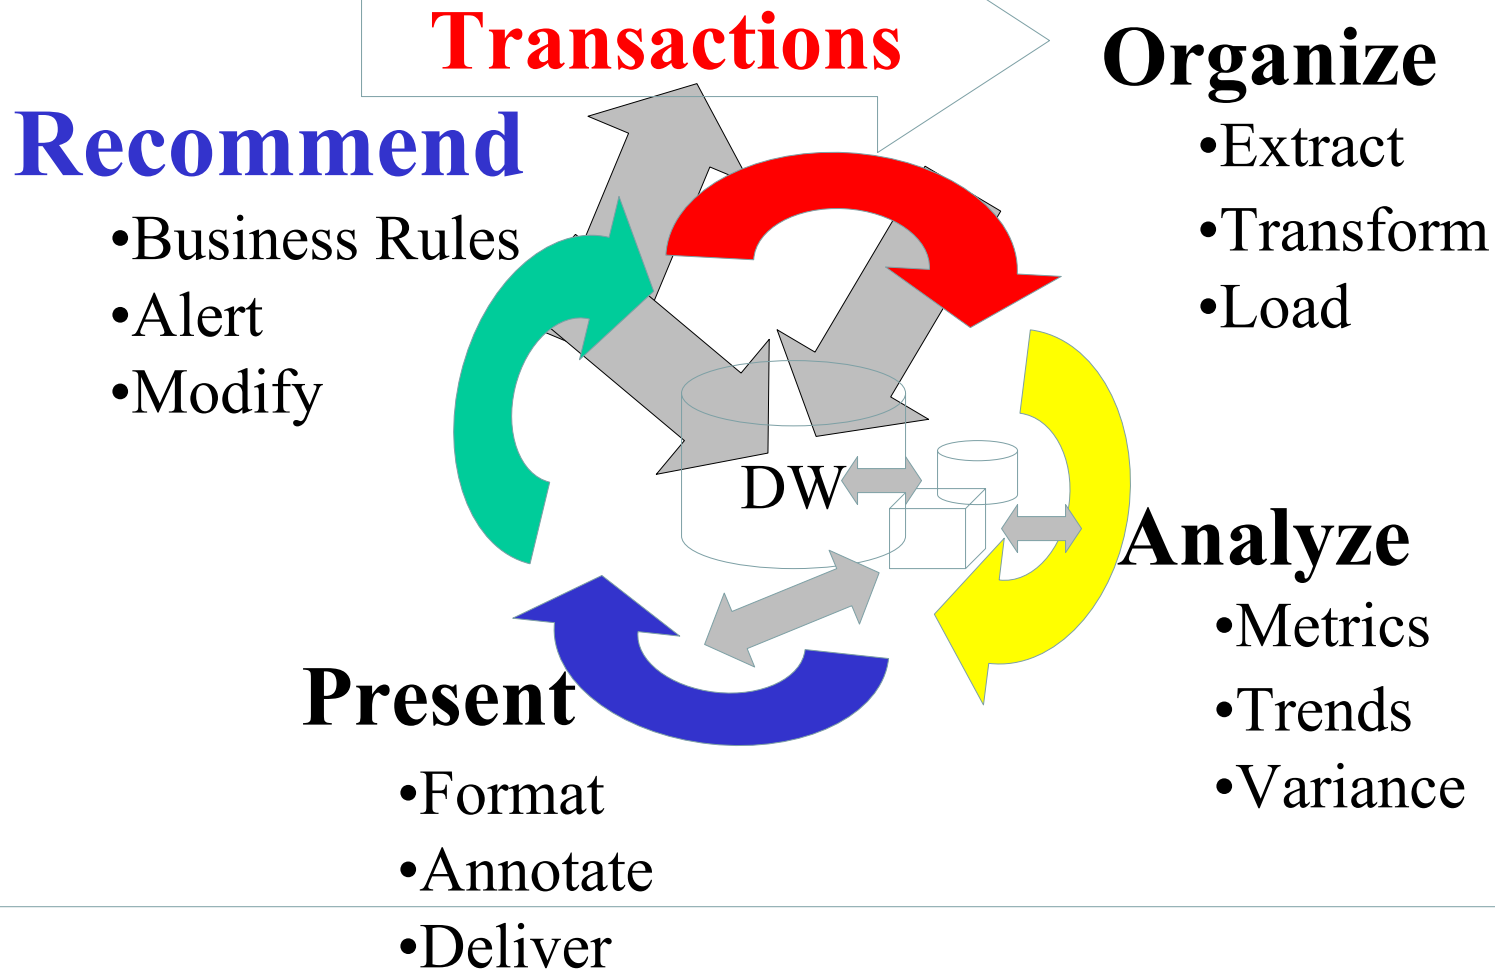 Transactions
Organize
•Extract
•Transform
•Load
Recommend
•Business Rules
•Alert
•Modify
DW
Analyze
•Metrics
•Trends
•Variance
Present
•Format
•Annotate
•Deliver